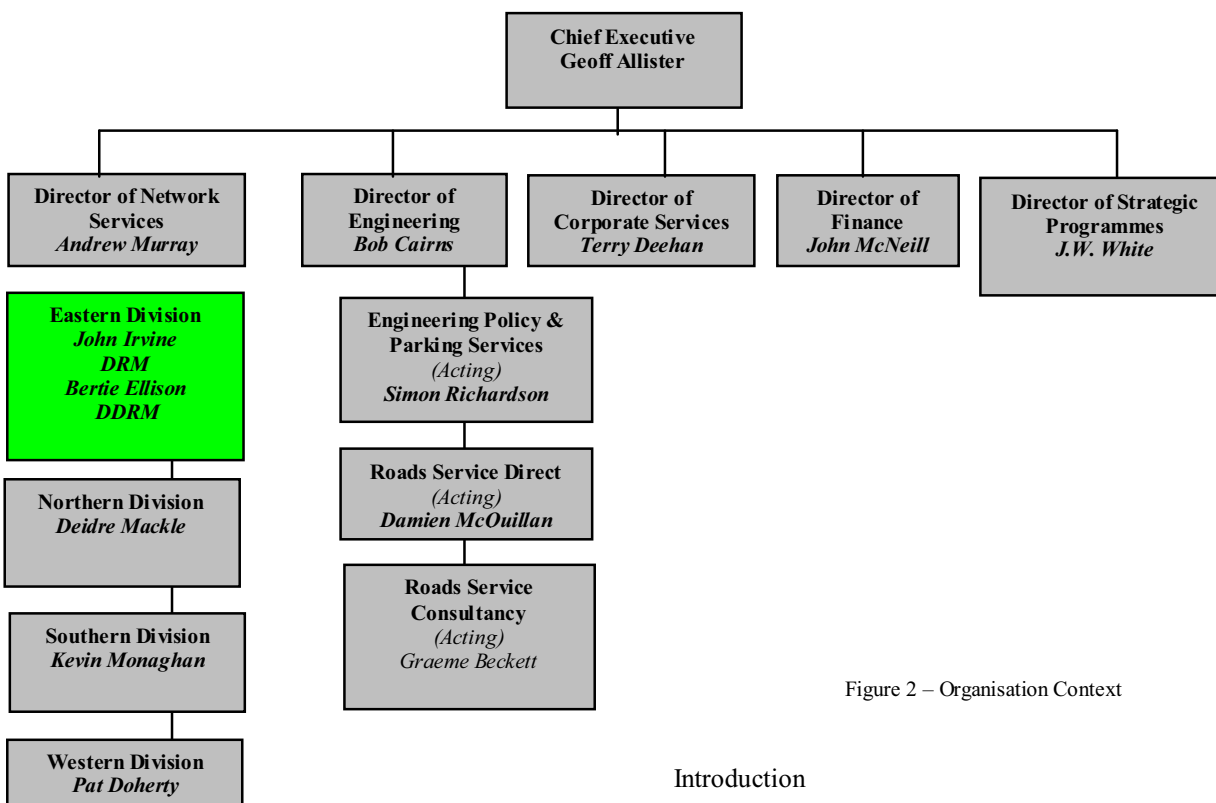 Chief Executive
Geoff Allister
Director of Network
Services
Andrew Murray
Director of
Engineering
Bob Cairns
Director of
Corporate Services
Terry Deehan
Director of
Finance
John McNeill
Director of Strategic
Programmes
J.W. White
Eastern Division
John Irvine
DRM
Bertie Ellison
DDRM
Northern Division
Deidre Mackle
Southern Division
Kevin Monaghan
Western Division
Pat Doherty
Engineering Policy &
Parking Services
(Acting)
Simon Richardson
Roads Service Direct
(Acting)
Damien McQuillan
Roads Service
Consultancy
(Acting)
Graeme Beckett
Figure 2 – Organisation Context
Introduction